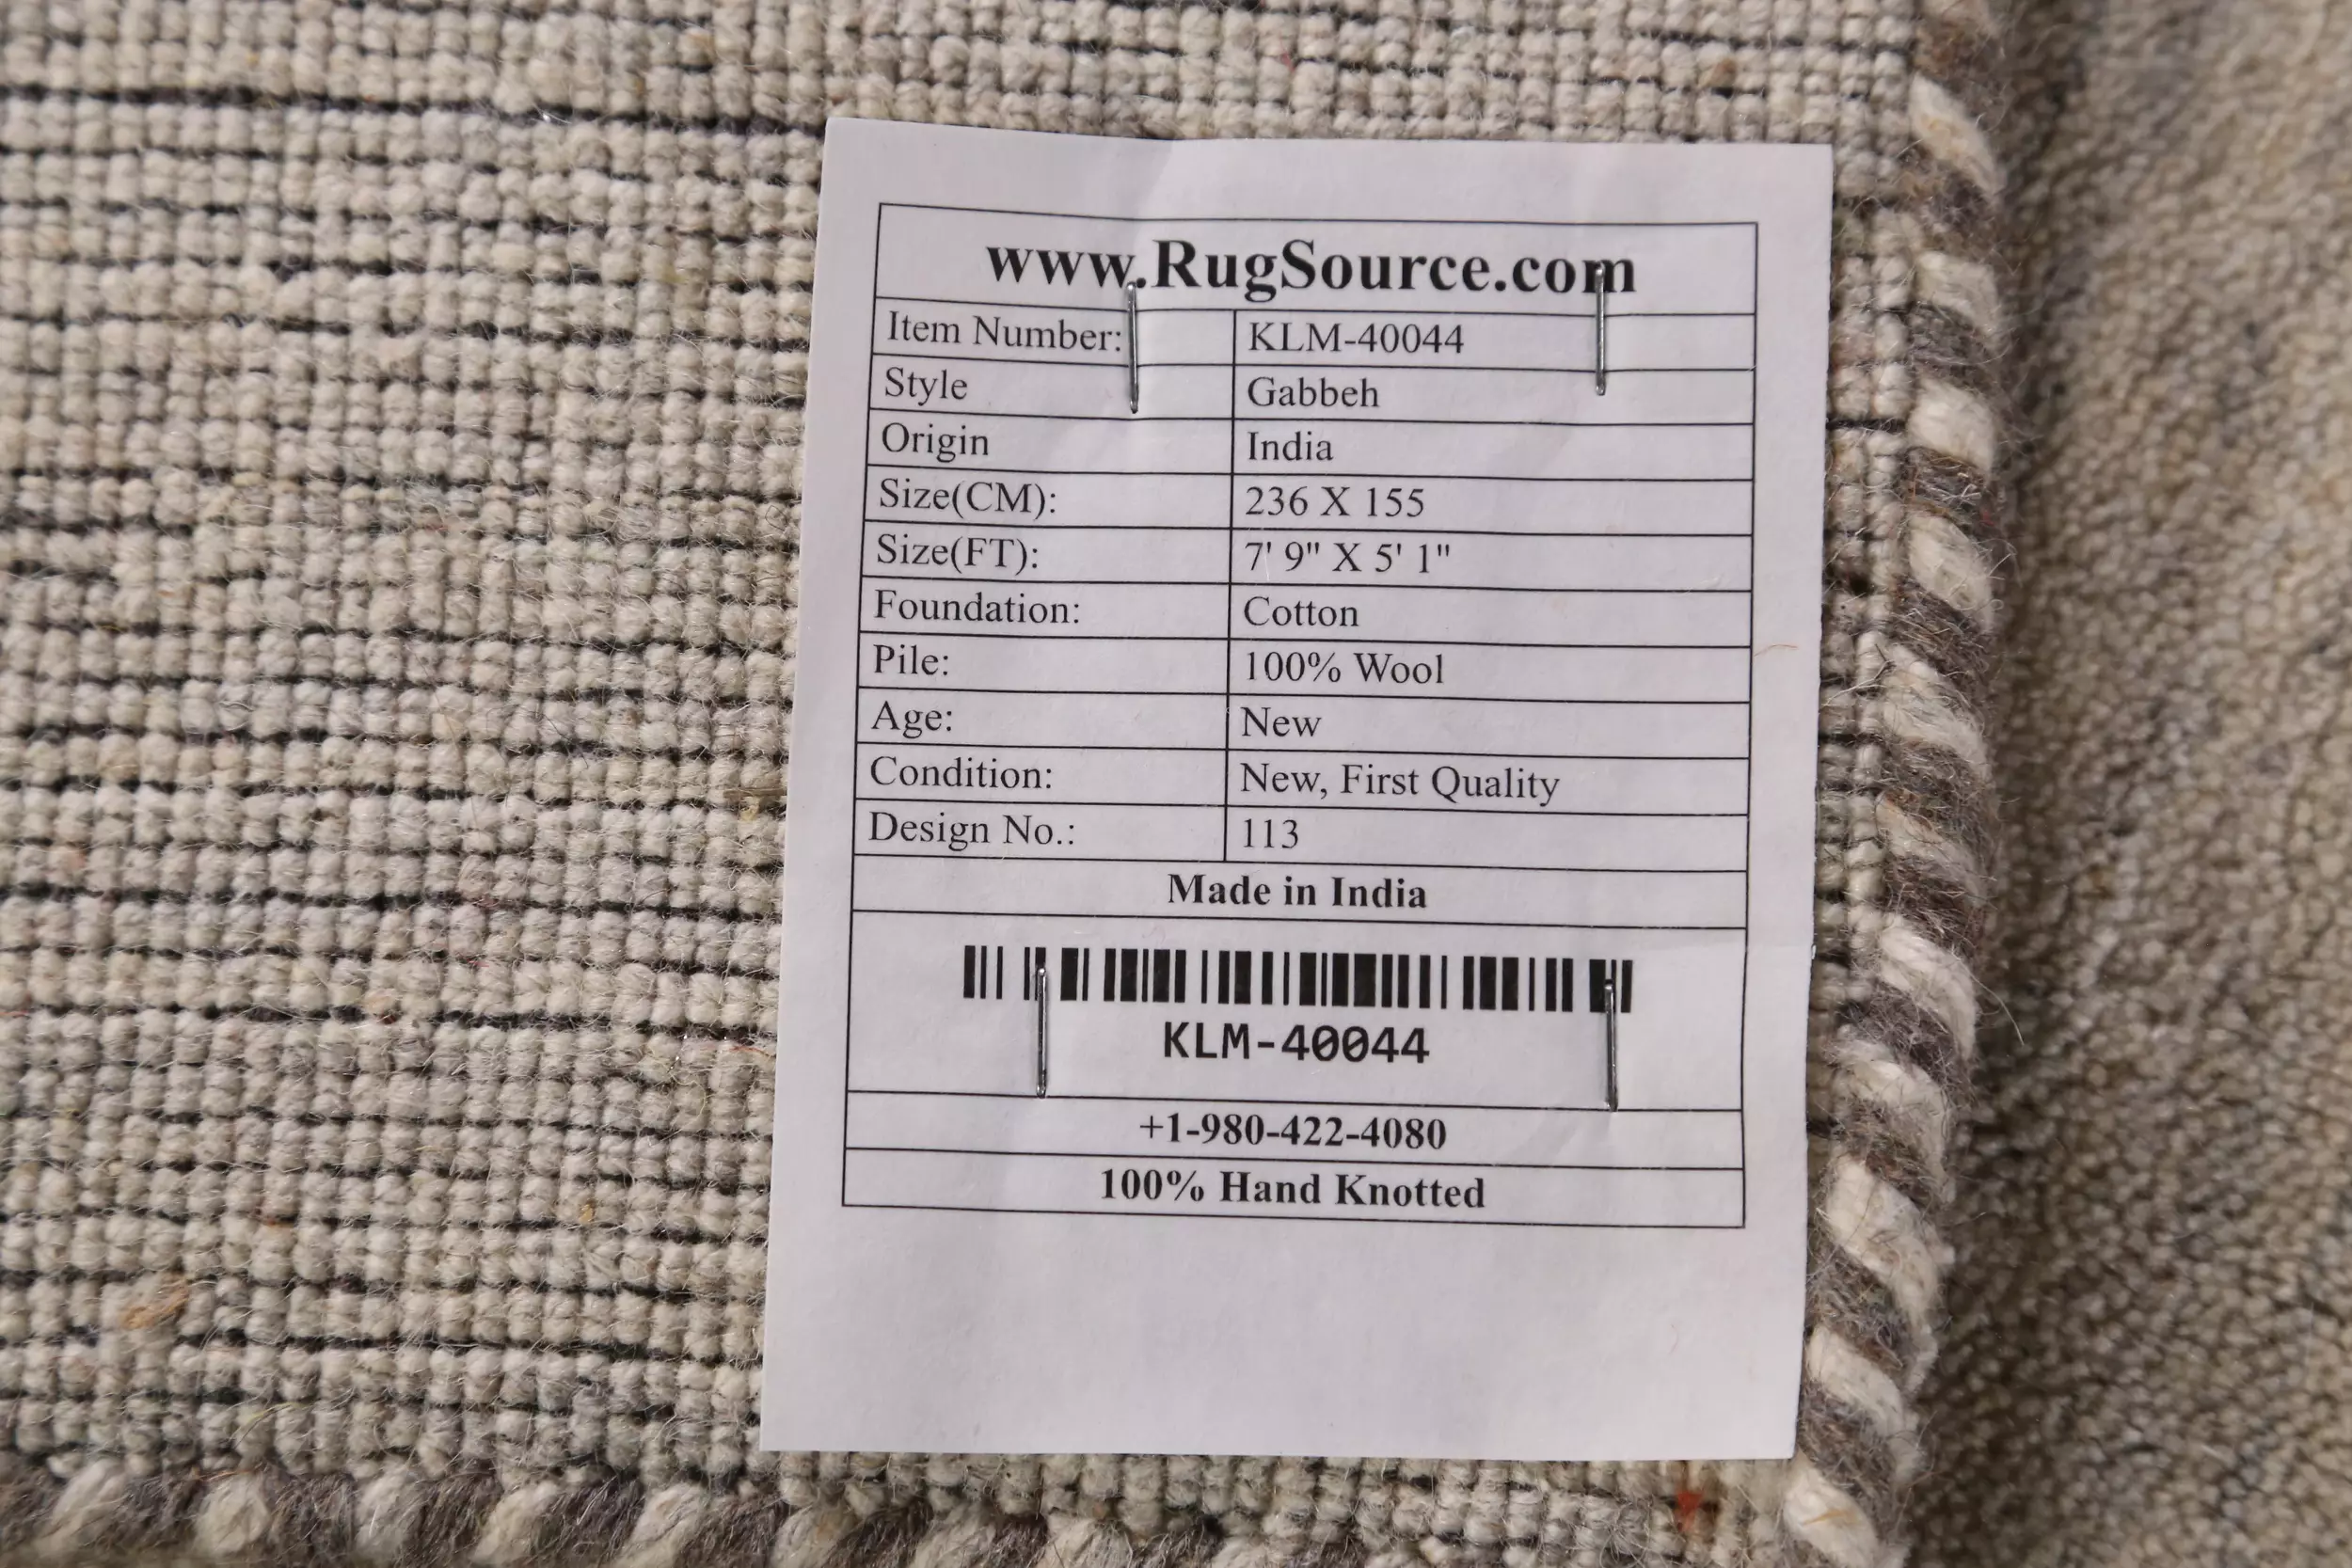 www.RugSource.com
Item Number: KLM-40044
Style Gabbeh
Origin India
Size(CM): 236 X 155
Size(FT): 7' 9" X 5' 1"
Foundation: Cotton
Pile: 100% Wool
Age: New
Condition: New, First Quality
Design No.: 113
Made in India
KLM-40044
+1-980-422-4080
100% Hand Knotted